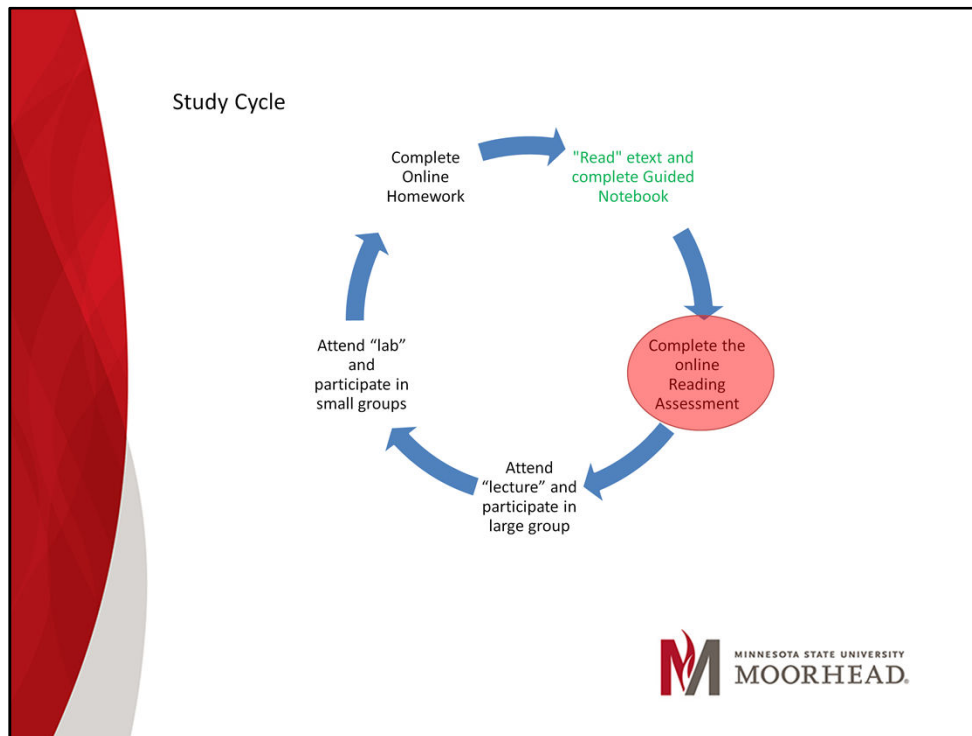 Study Cycle
Complete
Online
Homework
"Read" etext and
complete Guided
Notebook
Complete the
online
Reading
Assessment
Attend
“lecture” and
participate in
large group
Attend “lab”
and
participate in
small groups
MINNESOTA STATE UNIVERSITY
MOORHEAD®